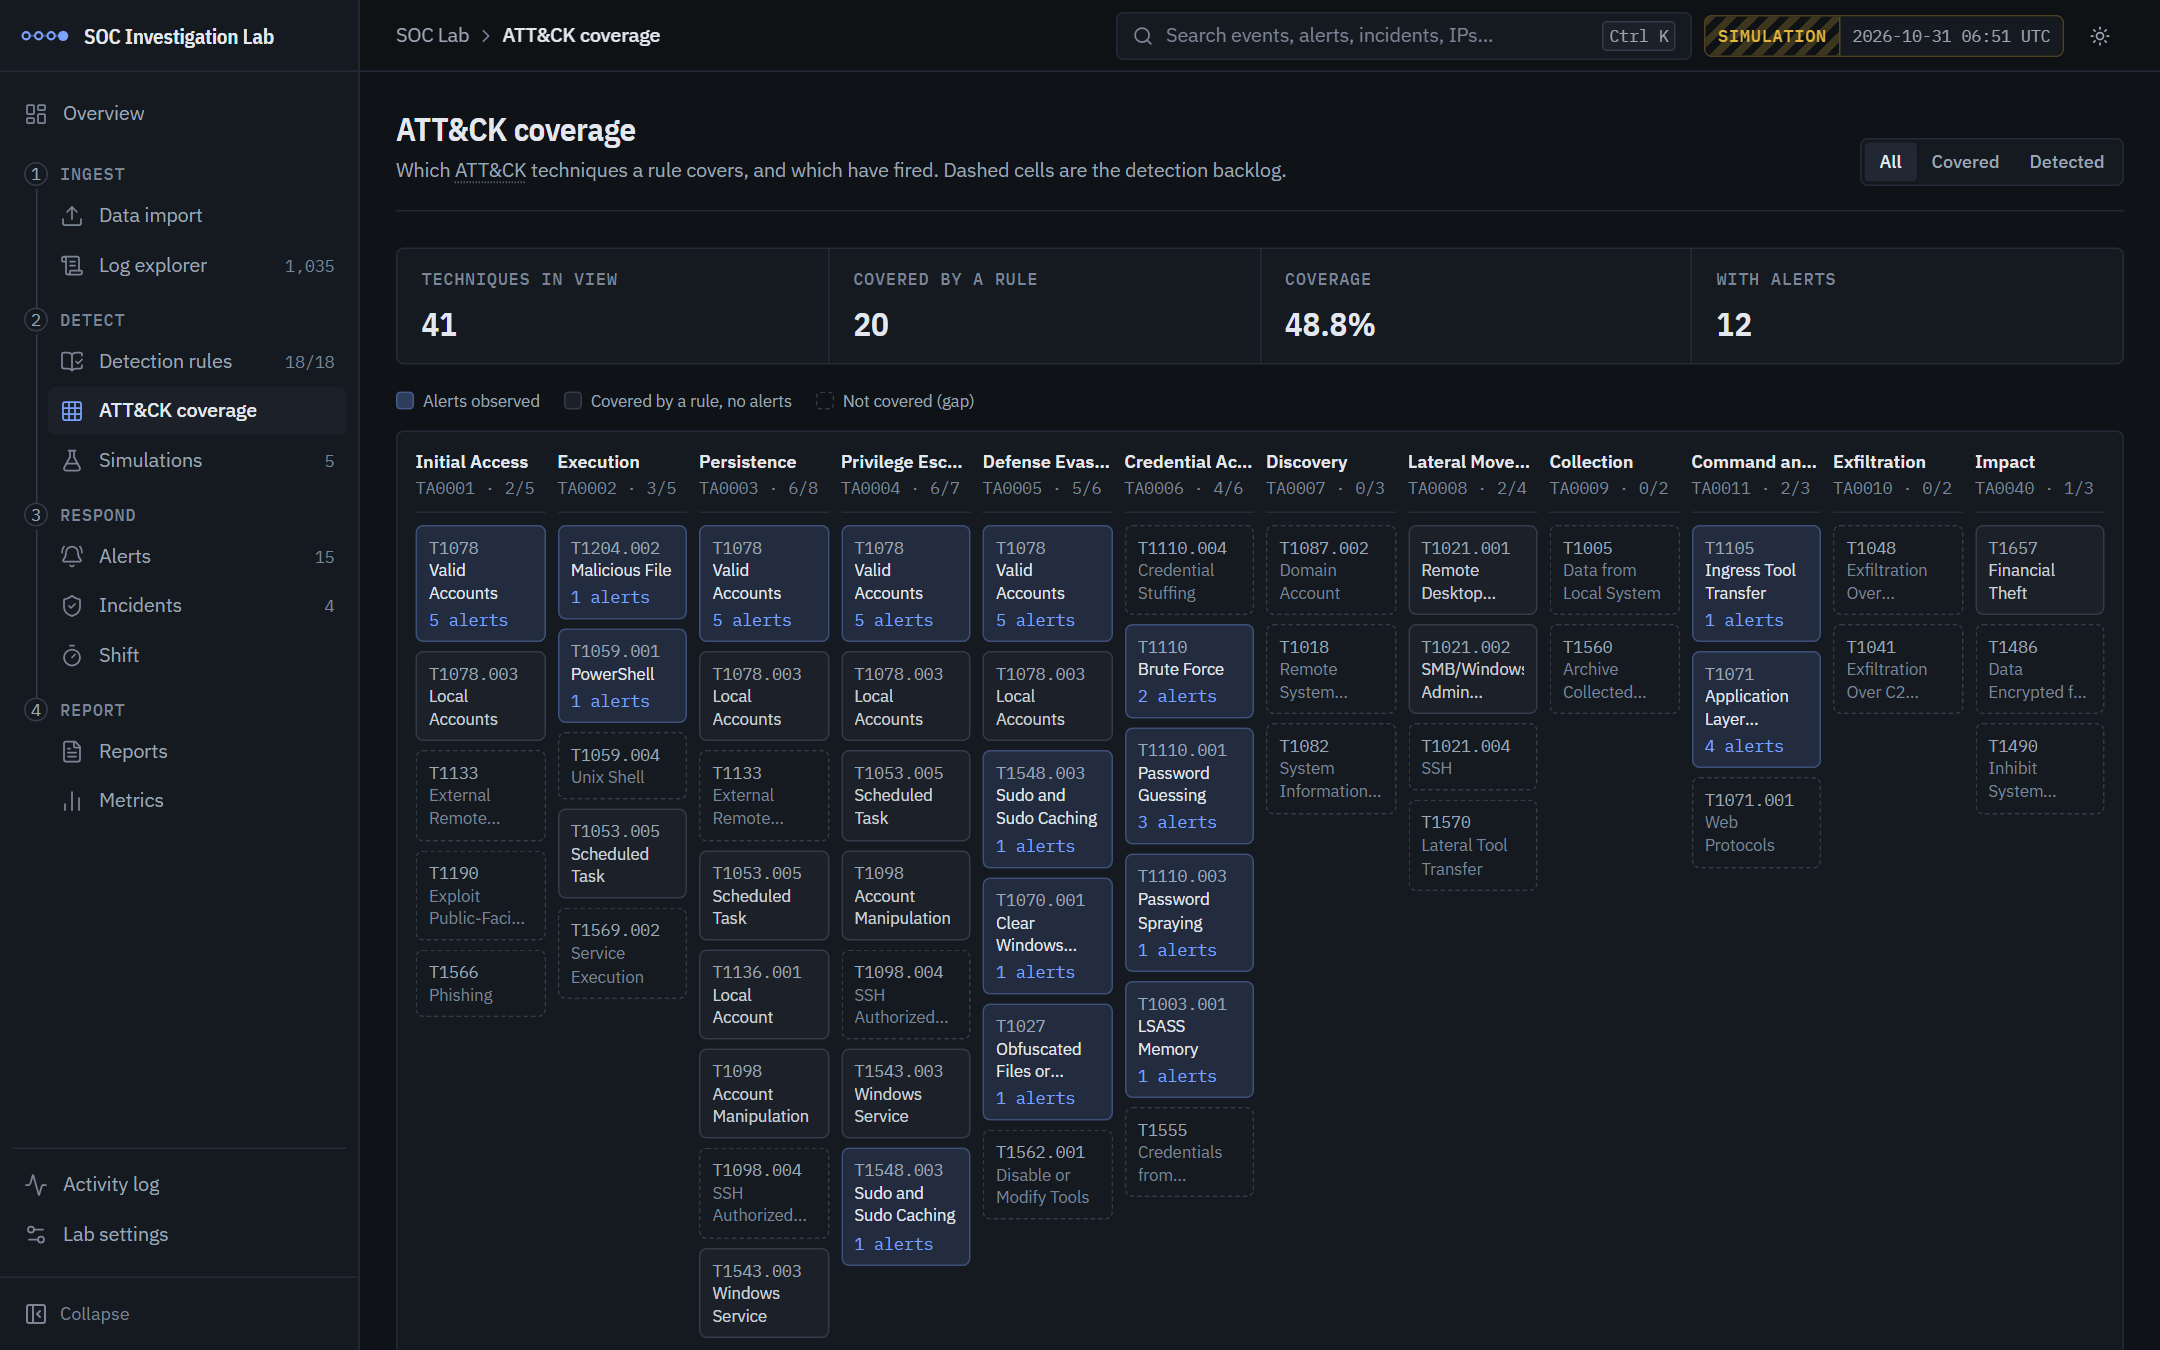 SOC Investigation Lab
SOC Lab > ATT&CK coverage
Search events, alerts, incidents, IPs...
Ctrl K
SIMULATION
2026-10-31 06:51 UTC
Overview
1 INGEST
Data import
Log explorer 1,035
2 DETECT
Detection rules 18/18
ATT&CK coverage
Simulations 5
3 RESPOND
Alerts 15
Incidents 4
Shift
4 REPORT
Reports
Metrics
Activity log
Lab settings
Collapse
ATT&CK coverage
Which ATT&CK techniques a rule covers, and which have fired. Dashed cells are the detection backlog.
All Covered Detected
TECHNIQUES IN VIEW
41
COVERED BY A RULE
20
COVERAGE
48.8%
WITH ALERTS
12
Alerts observed
Covered by a rule, no alerts
Not covered (gap)
Initial Access
TA0001 · 2/5
T1078
Valid
Accounts
5 alerts
T1078.003
Local
Accounts
T1133
External
Remote...
T1190
Exploit
Public-Faci...
T1566
Phishing
Execution
TA0002 · 3/5
T1204.002
Malicious File
1 alerts
T1059.001
PowerShell
1 alerts
T1059.004
Unix Shell
T1053.005
Scheduled
Task
T1569.002
Service
Execution
Persistence
TA0003 · 6/8
T1078
Valid
Accounts
5 alerts
T1078.003
Local
Accounts
T1133
External
Remote...
T1053.005
Scheduled
Task
T1136.001
Local
Account
T1098
Account
Manipulation
T1098.004
SSH
Authorized...
T1543.003
Windows
Service
Privilege Esc...
TA0004 · 6/7
T1078
Valid
Accounts
5 alerts
T1078.003
Local
Accounts
T1053.005
Scheduled
Task
T1098
Account
Manipulation
T1098.004
SSH
Authorized...
T1543.003
Windows
Service
T1548.003
Sudo and
Sudo Caching
1 alerts
Defense Evas...
TA0005 · 5/6
T1078
Valid
Accounts
5 alerts
T1078.003
Local
Accounts
T1548.003
Sudo and
Sudo Caching
1 alerts
T1070.001
Clear
Windows...
1 alerts
T1027
Obfuscated
Files or...
1 alerts
T1562.001
Disable or
Modify Tools
Credential Ac...
TA0006 · 4/6
T1110.004
Credential
Stuffing
T1110
Brute Force
2 alerts
T1110.001
Password
Guessing
3 alerts
T1110.003
Password
Spraying
1 alerts
T1003.001
LSASS
Memory
1 alerts
T1555
Credentials
from...
Discovery
TA0007 · 0/3
T1087.002
Domain
Account
T1018
Remote
System...
T1082
System
Information...
Lateral Move...
TA0008 · 2/4
T1021.001
Remote
Desktop...
T1021.002
SMB/Windows
Admin...
T1021.004
SSH
T1570
Lateral Tool
Transfer
Collection
TA0009 · 0/2
T1005
Data from
Local System
T1560
Archive
Collected...
Command an...
TA0011 · 2/3
T1105
Ingress Tool
Transfer
1 alerts
T1071
Application
Layer...
4 alerts
T1071.001
Web
Protocols
Exfiltration
TA0010 · 0/2
T1048
Exfiltration
Over...
T1041
Exfiltration
Over C2...
Impact
TA0040 · 1/3
T1657
Financial
Theft
T1486
Data
Encrypted f...
T1490
Inhibit
System...